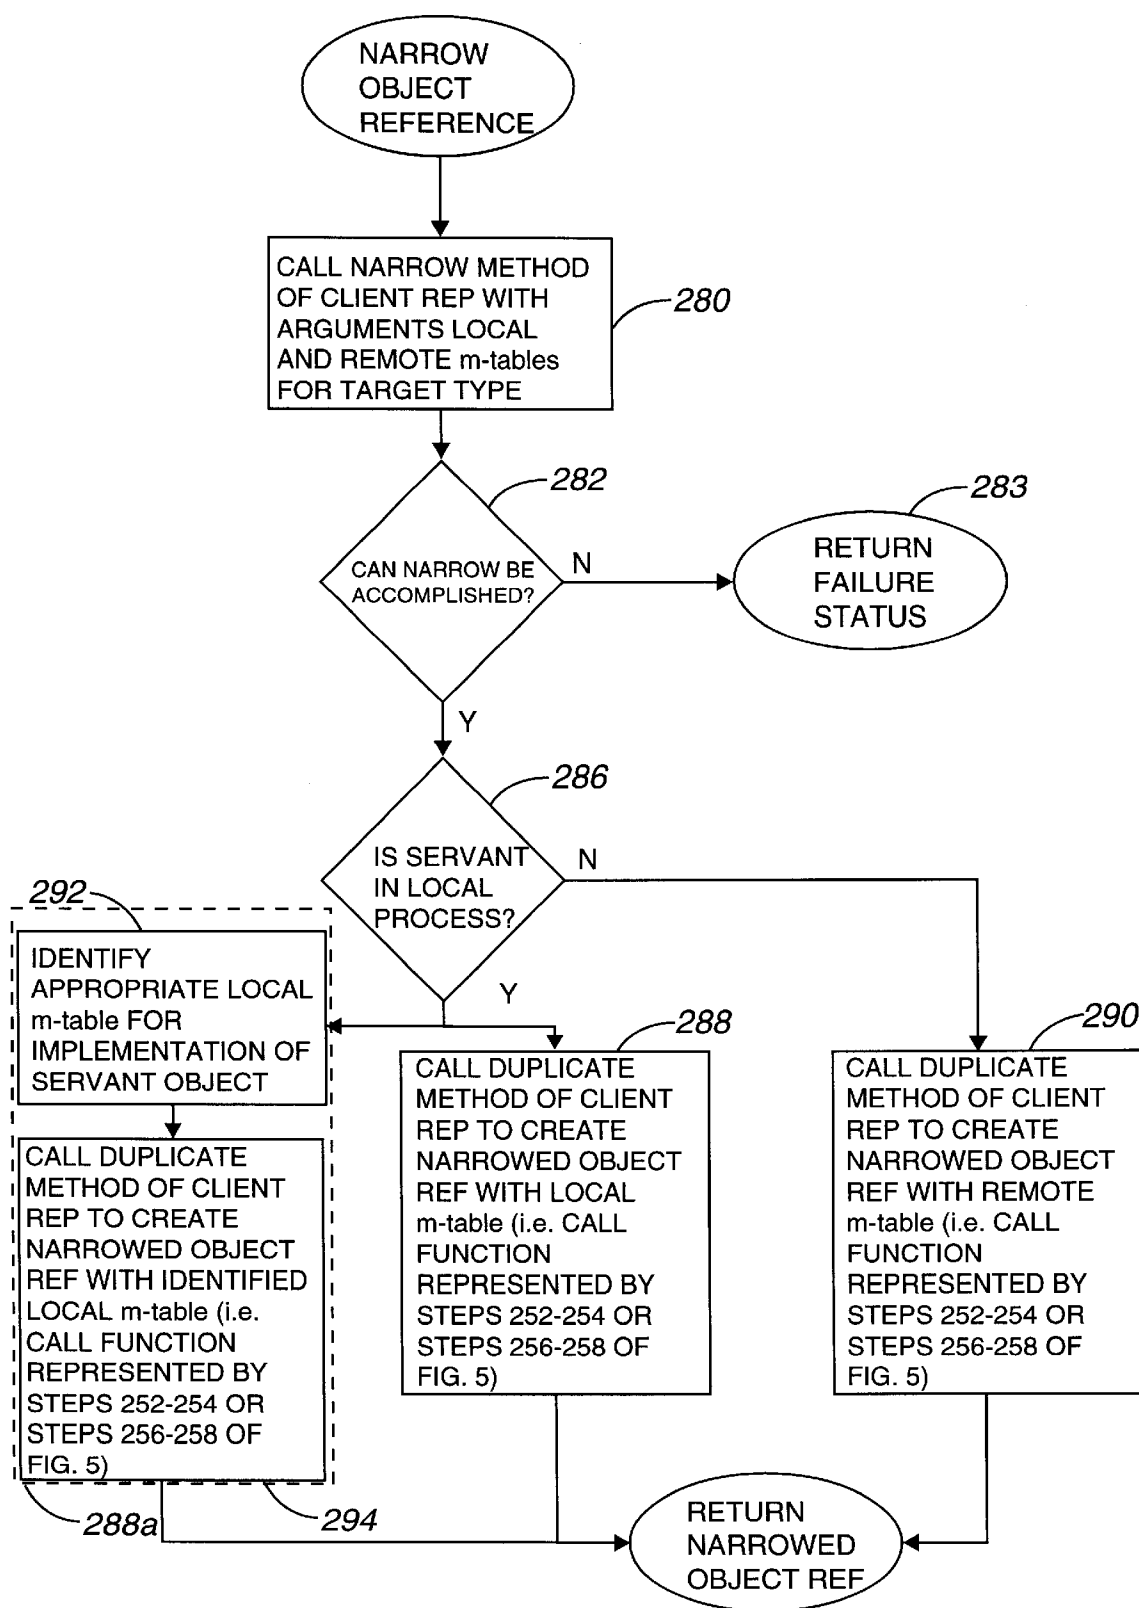 NARROW
OBJECT
REFERENCE
CALL NARROW METHOD
OF CLIENT REP WITH
ARGUMENTS LOCAL
AND REMOTE m-tables
FOR TARGET TYPE
280
282
CAN NARROW BE
ACCOMPLISHED?
N
283
RETURN
FAILURE
STATUS
Y
286
IS SERVANT
IN LOCAL
PROCESS?
N
Y
292
IDENTIFY
APPROPRIATE LOCAL
m-table FOR
IMPLEMENTATION OF
SERVANT OBJECT
CALL DUPLICATE
METHOD OF CLIENT
REP TO CREATE
NARROWED OBJECT
REF WITH IDENTIFIED
LOCAL m-table (i.e.
CALL FUNCTION
REPRESENTED BY
STEPS 252-254 OR
STEPS 256-258 OF
FIG. 5)
288a
294
288
CALL DUPLICATE
METHOD OF CLIENT
REP TO CREATE
NARROWED OBJECT
REF WITH LOCAL
m-table (i.e. CALL
FUNCTION
REPRESENTED BY
STEPS 252-254 OR
STEPS 256-258 OF
FIG. 5)
290
CALL DUPLICATE
METHOD OF CLIENT
REP TO CREATE
NARROWED OBJECT
REF WITH REMOTE
m-table (i.e. CALL
FUNCTION
REPRESENTED BY
STEPS 252-254 OR
STEPS 256-258 OF
FIG. 5)
RETURN
NARROWED
OBJECT REF